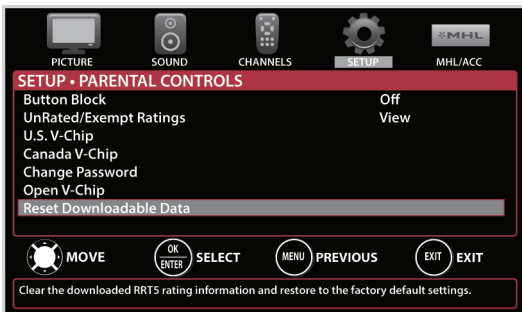 MHL
PICTURE SOUND CHANNELS SETUP MHL/ACC
SETUP • PARENTAL CONTROLS
Button Block Off
UnRated/Exempt Ratings View
U.S. V-Chip
Canada V-Chip
Change Password
Open V-Chip
Reset Downloadable Data
MOVE OK ENTER SELECT MENU PREVIOUS EXIT EXIT
Clear the downloaded RRT5 rating information and restore to the factory default settings.